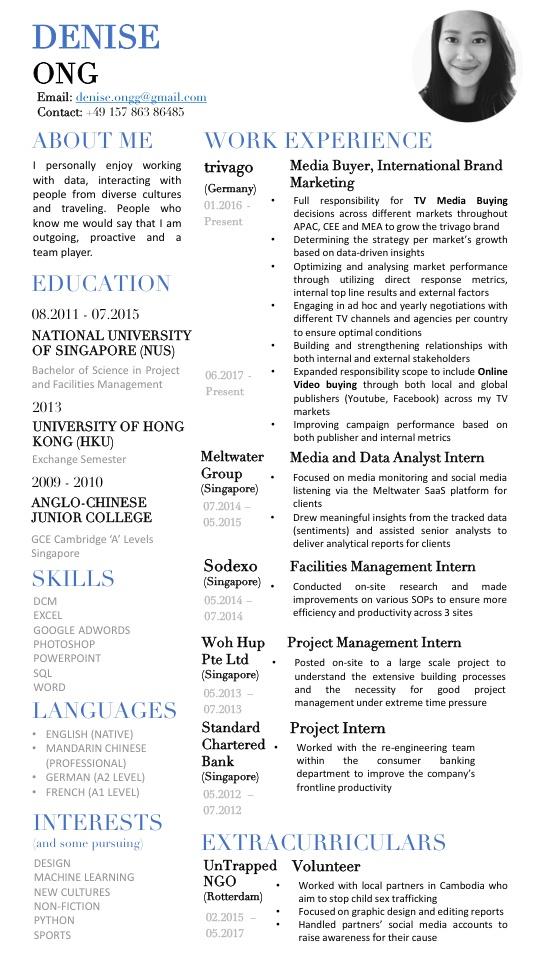 DENISE
ONG
Email: denise.ongg@gmail.com
Contact: +49 157 863 86485
ABOUT ME
I personally enjoy working
with data, interacting with
people from diverse cultures
and traveling. People who
know me would say that I am
outgoing, proactive and a
team player.
EDUCATION
08.2011 - 07.2015
NATIONAL UNIVERSITY
OF SINGAPORE (NUS)
Bachelor of Science in Project
and Facilities Management
2013
UNIVERSITY OF HONG
KONG (HKU)
Exchange Semester
2009 - 2010
ANGLO-CHINESE
JUNIOR COLLEGE
GCE Cambridge ‘A’ Levels
Singapore
SKILLS
DCM
EXCEL
GOOGLE ADWORDS
PHOTOSHOP
POWERPOINT
SQL
WORD
LANGUAGES
• ENGLISH (NATIVE)
• MANDARIN CHINESE
(PROFESSIONAL)
• GERMAN (A2 LEVEL)
• FRENCH (A1 LEVEL)
INTERESTS
(and some pursuing)
DESIGN
MACHINE LEARNING
NEW CULTURES
NON-FICTION
PYTHON
SPORTS
WORK EXPERIENCE
trivago
(Germany)
01.2016 -
Present
Media Buyer, International Brand
Marketing
• Full responsibility for TV Media Buying
decisions across different markets throughout
APAC, CEE and MEA to grow the trivago brand
• Determining the strategy per market’s growth
based on data-driven insights
• Optimizing and analysing market performance
through utilizing direct response metrics,
internal top line results and external factors
• Engaging in ad hoc and yearly negotiations with
different TV channels and agencies per country
to ensure optimal conditions
• Building and strengthening relationships with
both internal and external stakeholders
06.2017 -
Present
• Expanded responsibility scope to include Online
Video buying through both local and global
publishers (Youtube, Facebook) across my TV
markets
• Improving campaign performance based on
both publisher and internal metrics
Meltwater
Group
(Singapore)
07.2014 –
05.2015
Media and Data Analyst Intern
• Focused on media monitoring and social media
listening via the Meltwater SaaS platform for
clients
• Drew meaningful insights from the tracked data
(sentiments) and assisted senior analysts to
deliver analytical reports for clients
Sodexo
(Singapore)
05.2014 –
07.2014
Facilities Management Intern
• Conducted on-site research and made
improvements on various SOPs to ensure more
efficiency and productivity across 3 sites
Woh Hup
Pte Ltd
(Singapore)
05.2013 –
07.2013
Project Management Intern
• Posted on-site to a large scale project to
understand the extensive building processes
and the necessity for good project
management under extreme time pressure
Standard
Chartered
Bank
(Singapore)
05.2012 –
07.2012
Project Intern
• Worked with the re-engineering team
within the consumer banking
department to improve the company’s
frontline productivity
EXTRACURRICULARS
UnTrapped
NGO
(Rotterdam)
02.2015 –
05.2017
Volunteer
• Worked with local partners in Cambodia who
aim to stop child sex trafficking
• Focused on graphic design and editing reports
• Handled partners’ social media accounts to
raise awareness for their cause